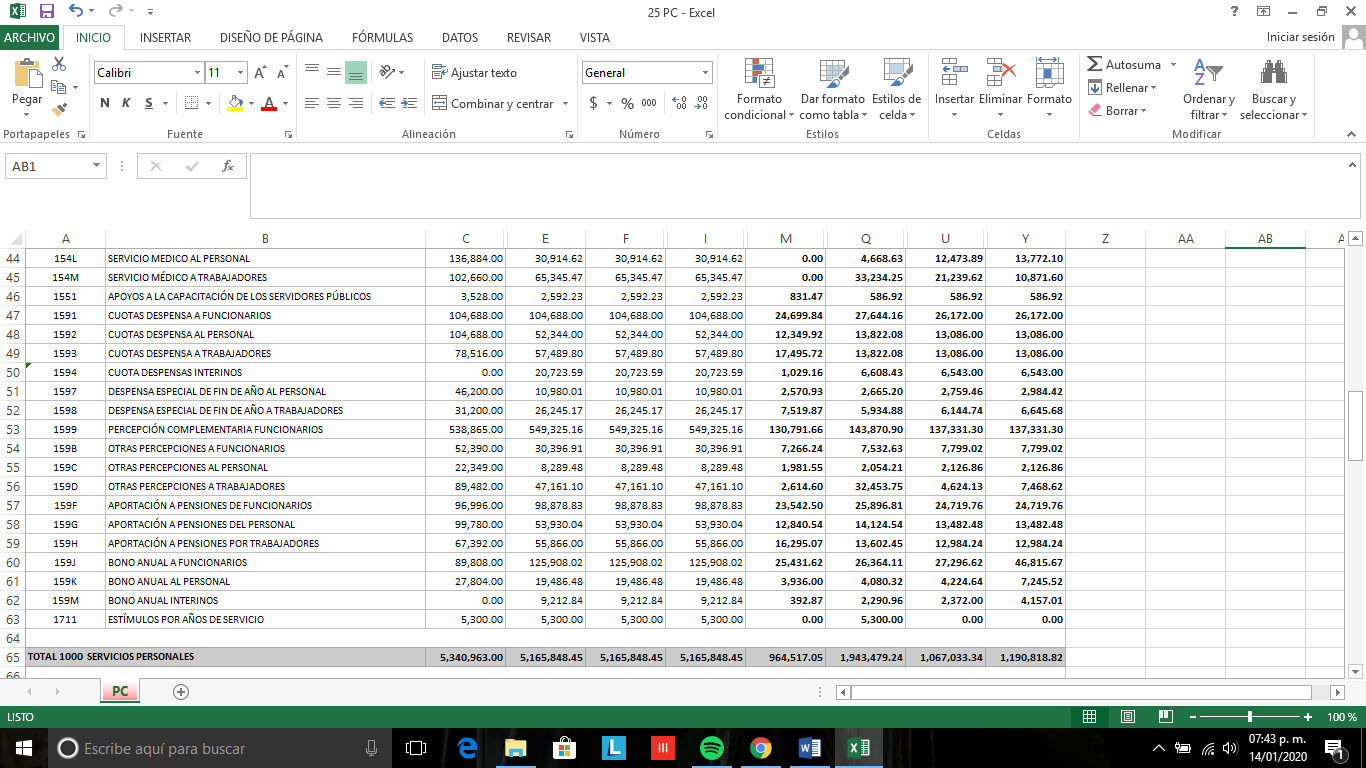 25 PC - Excel
ARCHIVO INICIO INSERTAR DISEÑO DE PÁGINA FÓRMULAS DATOS REVISAR VISTA Iniciar sesión
Pegar Calibri 11 Ajustar texto General Autosuma
N K S Combinar y centrar $ % 000 Rellenar
Formato condicional Dar formato como tabla Estilos de celda Insertar Eliminar Formato Borrar Ordenar y filtrar Buscar y seleccionar
Portapapeles Fuente Alineación Número Estilos Celdas Modificar
AB1 fx
A B C E F I M Q U Y Z AA AB A
44 154L SERVICIO MEDICO AL PERSONAL 136,884.00 30,914.62 30,914.62 30,914.62 0.00 4,668.63 12,473.89 13,772.10
45 154M SERVICIO MÉDICO A TRABAJADORES 102,660.00 65,345.47 65,345.47 65,345.47 0.00 33,234.25 21,239.62 10,871.60
46 1551 APOYOS A LA CAPACITACIÓN DE LOS SERVIDORES PÚBLICOS 3,528.00 2,592.23 2,592.23 2,592.23 831.47 586.92 586.92 586.92
47 1591 CUOTAS DESPENSA A FUNCIONARIOS 104,688.00 104,688.00 104,688.00 104,688.00 24,699.84 27,644.16 26,172.00 26,172.00
48 1592 CUOTAS DESPENSA AL PERSONAL 104,688.00 52,344.00 52,344.00 52,344.00 12,349.92 13,822.08 13,086.00 13,086.00
49 1593 CUOTAS DESPENSA A TRABAJADORES 78,516.00 57,489.80 57,489.80 57,489.80 17,495.72 13,822.08 13,086.00 13,086.00
50 1594 CUOTA DESPENSAS INTERINOS 0.00 20,723.59 20,723.59 20,723.59 1,029.16 6,608.43 6,543.00 6,543.00
51 1597 DESPENSA ESPECIAL DE FIN DE AÑO AL PERSONAL 46,200.00 10,980.01 10,980.01 10,980.01 2,570.93 2,665.20 2,759.46 2,984.42
52 1598 DESPENSA ESPECIAL DE FIN DE AÑO A TRABAJADORES 31,200.00 26,245.17 26,245.17 26,245.17 7,519.87 5,934.88 6,144.74 6,645.68
53 1599 PERCEPCIÓN COMPLEMENTARIA FUNCIONARIOS 538,865.00 549,325.16 549,325.16 549,325.16 130,791.66 143,870.90 137,331.30 137,331.30
54 159B OTRAS PERCEPCIONES A FUNCIONARIOS 52,390.00 30,396.91 30,396.91 30,396.91 7,266.24 7,532.63 7,799.02 7,799.02
55 159C OTRAS PERCEPCIONES AL PERSONAL 22,349.00 8,289.48 8,289.48 8,289.48 1,981.55 2,054.21 2,126.86 2,126.86
56 159D OTRAS PERCEPCIONES A TRABAJADORES 89,482.00 47,161.10 47,161.10 47,161.10 2,614.60 32,453.75 4,624.13 7,468.62
57 159F APORTACIÓN A PENSIONES DE FUNCIONARIOS 96,996.00 98,878.83 98,878.83 98,878.83 23,542.50 25,896.81 24,719.76 24,719.76
58 159G APORTACIÓN A PENSIONES DEL PERSONAL 99,780.00 53,930.04 53,930.04 53,930.04 12,840.54 14,124.54 13,482.48 13,482.48
59 159H APORTACIÓN A PENSIONES POR TRABAJADORES 67,392.00 55,866.00 55,866.00 55,866.00 16,295.07 13,602.45 12,984.24 12,984.24
60 159J BONO ANUAL A FUNCIONARIOS 89,808.00 125,908.02 125,908.02 125,908.02 25,431.62 26,364.11 27,296.62 46,815.67
61 159K BONO ANUAL AL PERSONAL 27,804.00 19,486.48 19,486.48 19,486.48 3,936.00 4,080.32 4,224.64 7,245.52
62 159M BONO ANUAL INTERINOS 0.00 9,212.84 9,212.84 9,212.84 392.87 2,290.96 2,372.00 4,157.01
63 1711 ESTÍMULOS POR AÑOS DE SERVICIO 5,300.00 5,300.00 5,300.00 5,300.00 0.00 5,300.00 0.00 0.00
64
65 TOTAL 1000 SERVICIOS PERSONALES 5,340,963.00 5,165,848.45 5,165,848.45 5,165,848.45 964,517.05 1,943,479.24 1,067,033.34 1,190,818.82
66
PC
LISTO 100 %
Escribe aquí para buscar 07:43 p. m.
14/01/2020 1